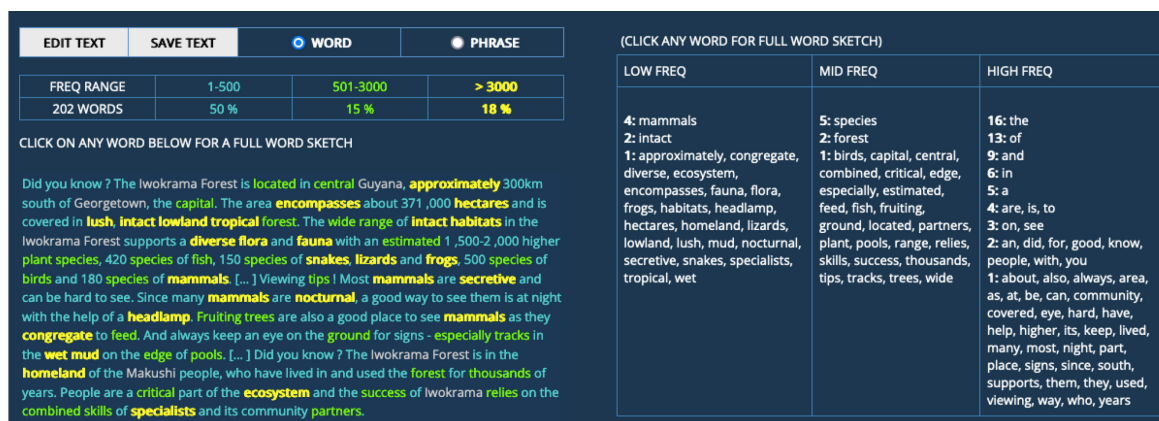 EDIT TEXT SAVE TEXT WORD PHRASE
FREQ RANGE 1-500 501-3000 > 3000
202 WORDS 50 % 15 % 18 %
CLICK ON ANY WORD BELOW FOR A FULL WORD SKETCH
Did you know ? The Iwokrama Forest is located in central Guyana, approximately 300km
south of Georgetown, the capital. The area encompasses about 371 ,000 hectares and is
covered in lush, intact lowland tropical forest. The wide range of intact habitats in the
Iwokrama Forest supports a diverse flora and fauna with an estimated 1 ,500-2 ,000 higher
plant species, 420 species of fish, 150 species of snakes, lizards and frogs, 500 species of
birds and 180 species of mammals. [... ] Viewing tips ! Most mammals are secretive and
can be hard to see. Since many mammals are nocturnal, a good way to see them is at night
with the help of a headlamp. Fruiting trees are also a good place to see mammals as they
congregate to feed. And always keep an eye on the ground for signs - especially tracks in
the wet mud on the edge of pools. [... ] Did you know ? The Iwokrama Forest is in the
homeland of the Makushi people, who have lived in and used the forest for thousands of
years. People are a critical part of the ecosystem and the success of Iwokrama relies on the
combined skills of specialists and its community partners.
(CLICK ANY WORD FOR FULL WORD SKETCH)
LOW FREQ MID FREQ HIGH FREQ
4: mammals
2: intact
1: approximately, congregate,
diverse, ecosystem,
encompasses, fauna, flora,
frogs, habitats, headlamp,
hectares, homeland, lizards,
lowland, lush, mud, nocturnal,
secretive, snakes, specialists,
tropical, wet
5: species
2: forest
1: birds, capital, central,
combined, critical, edge,
especially, estimated,
feed, fish, fruiting,
ground, located, partners,
plant, pools, range, relies,
skills, success, thousands,
tips, tracks, trees, wide
16: the
13: of
9: and
6: in
5: a
4: are, is, to
3: on, see
2: an, did, for, good, know,
people, with, you
1: about, also, always, area,
as, at, be, can, community,
covered, eye, hard, have,
help, higher, its, keep, lived,
many, most, night, part,
place, signs, since, south,
supports, them, they, used,
viewing, way, who, years